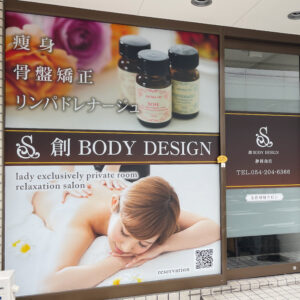 痩身
骨盤矯正
リンパドレナージュ
創 BODY DESIGN
lady exclusively private room
relaxation salon
reservation
創 BODY DESIGN
静岡南店
TEL.054-204-6366